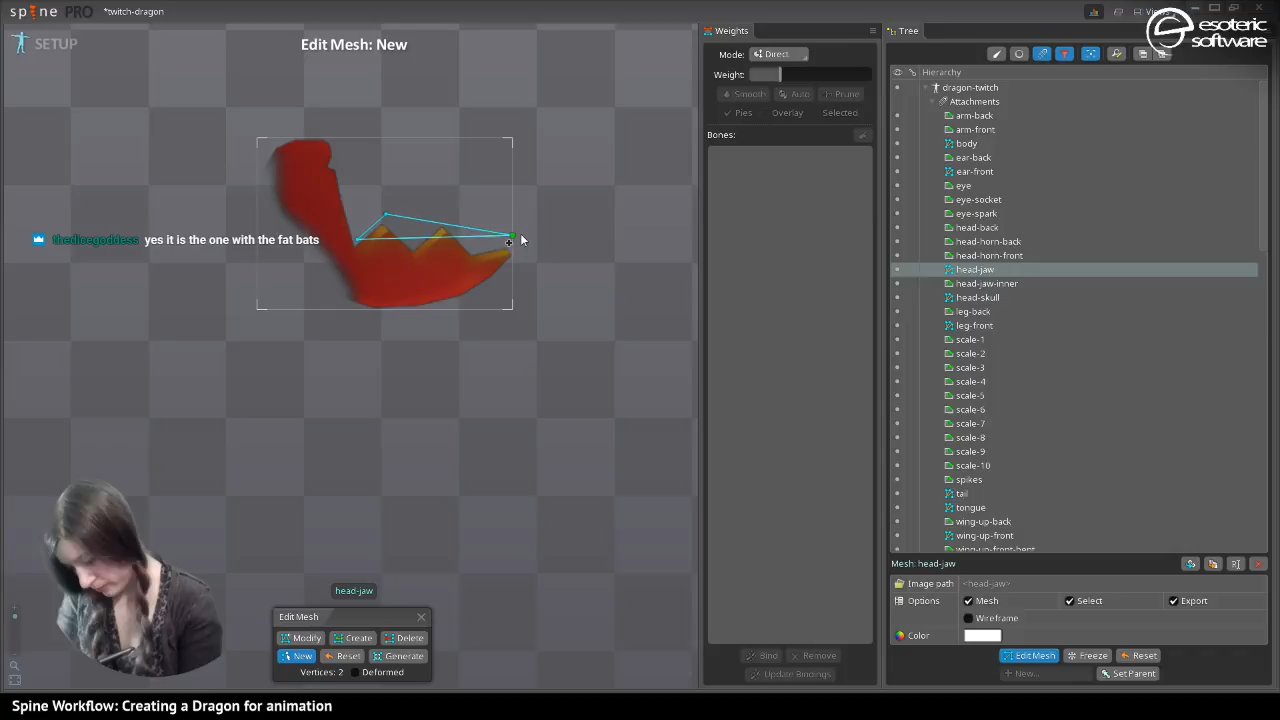 spine PRO
*twitch-dragon
Views
esoteric software
SETUP
Edit Mesh: New
thedicegoddess yes it is the one with the fat bats
head-jaw
Edit Mesh
Modify
Create
Delete
New
Reset
Generate
Vertices: 2
Deformed
Weights
Mode: Direct
Weight:
Smooth
Auto
Prune
Pies
Overlay
Selected
Bones:
Bind
Remove
Update Bindings
Tree
Hierarchy
dragon-twitch
Attachments
arm-back
arm-front
body
ear-back
ear-front
eye
eye-socket
eye-spark
head-back
head-horn-back
head-horn-front
head-jaw
head-jaw-inner
head-skull
leg-back
leg-front
scale-1
scale-2
scale-3
scale-4
scale-5
scale-6
scale-7
scale-8
scale-9
scale-10
spikes
tail
tongue
wing-up-back
wing-up-front
wing-up-front-bent
Mesh: head-jaw
Image path <head-jaw>
Options
Mesh
Select
Export
Wireframe
Color
Edit Mesh
Freeze
Reset
+ New...
Set Parent
Spine Workflow: Creating a Dragon for animation